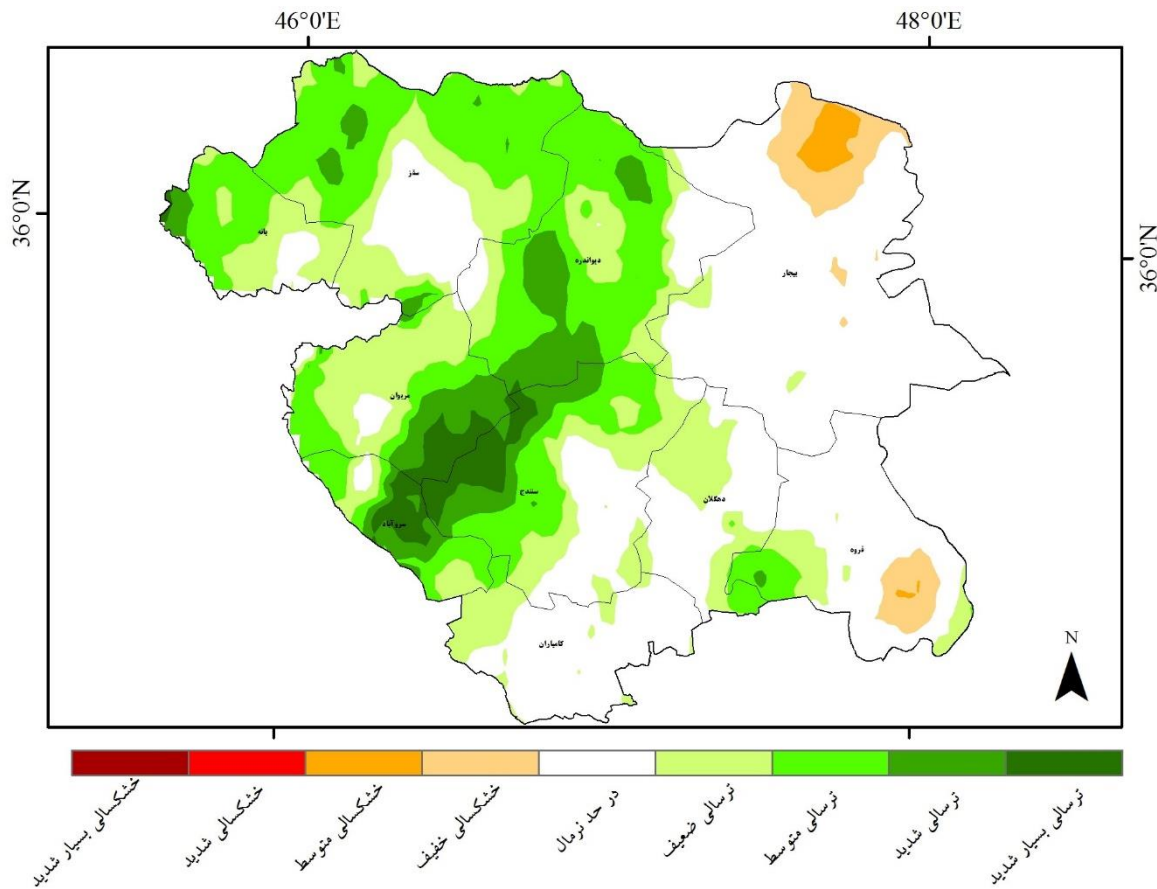 46°0'E 48°0'E
36°0'N 36°0'N
سقز
بانه
دیواندره
بیجار
مریوان
سنندج
دهگلان
سروآباد
قروه
کامیاران
N
خشکسالی بسیار شدید
خشکسالی شدید
خشکسالی متوسط
خشکسالی خفیف
در حد نرمال
ترسالی ضعیف
ترسالی متوسط
ترسالی شدید
ترسالی بسیار شدید